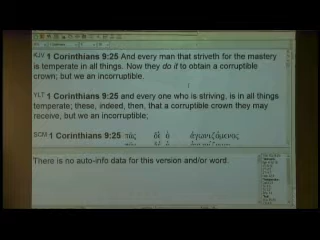 KJV 1 Corinthians 9:25 And every man that striveth for the mastery
is temperate in all things. Now they do it to obtain a corruptible
crown; but we an incorruptible.
YLT 1 Corinthians 9:25 and every one who is striving, is in all things
temperate; these, indeed, then, that a corruptible crown they may
receive, but we an incorruptible;
1 Corinthians 9:25 πᾶς δὲ ὁ ἀγωνιζόμενος
There is no auto-info data for this version and/or word.